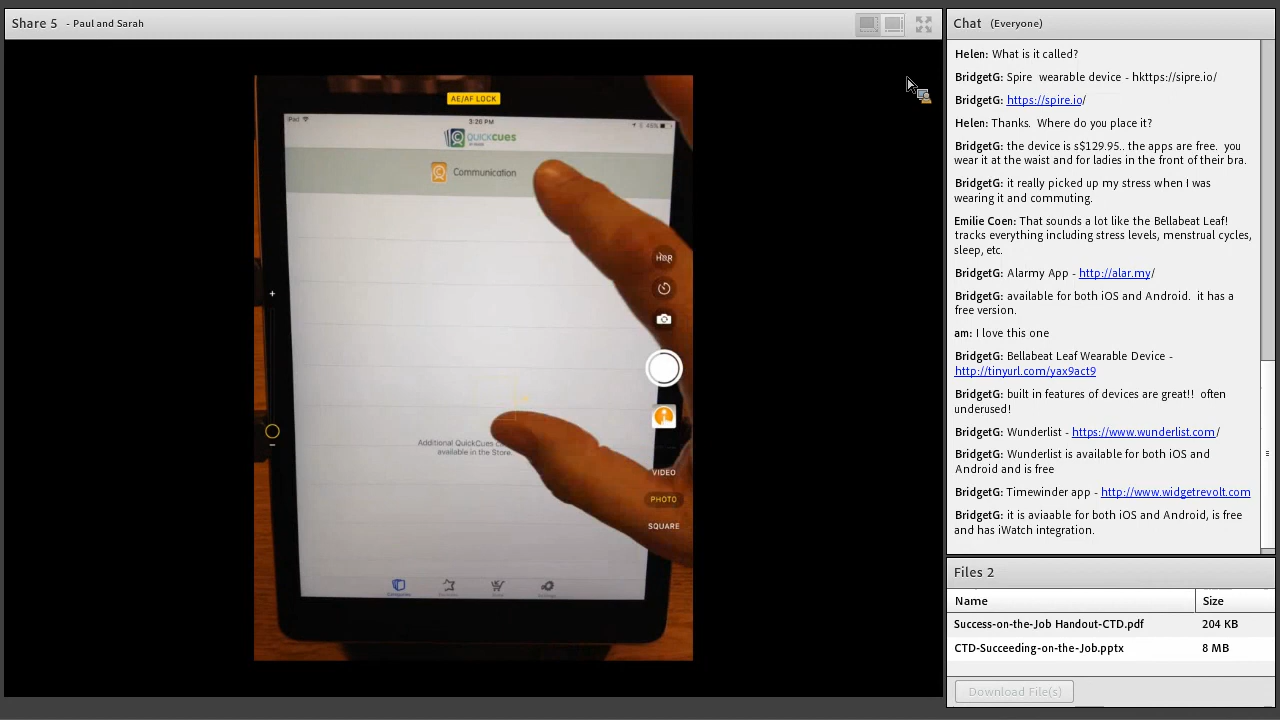 Share 5 - Paul and Sarah
AE/AF LOCK
iPad
3:26 PM
QUICKCUES
Communication
HDR
Additional QuickCues
available in the Store.
VIDEO
PHOTO
SQUARE
Chat (Everyone)
Helen: What is it called?
BridgetG: Spire wearable device - hkttps://sipre.io/
BridgetG: https://spire.io/
Helen: Thanks. Where do you place it?
BridgetG: the device is s$129.95.. the apps are free. you
wear it at the waist and for ladies in the front of their bra.
BridgetG: it really picked up my stress when I was
wearing it and commuting.
Emilie Coen: That sounds a lot like the Bellabeat Leaf!
tracks everything including stress levels, menstrual cycles,
sleep, etc.
BridgetG: Alarmy App - http://alar.my/
BridgetG: available for both iOS and Android. it has a
free version.
m: I love this one
BridgetG: Bellabeat Leaf Wearable Device -
http://tinyurl.com/yax9act9
BridgetG: built in features of devices are great!! often
underused!
BridgetG: Wunderlist - https://www.wunderlist.com/
BridgetG: Wunderlist is available for both iOS and
Android and is free
BridgetG: Timewinder app - http://www.widgetrevolt.com
BridgetG: it is aviaable for both iOS and Android, is free
and has iWatch integration.
Files 2
Name Size
Success-on-the-Job Handout-CTD.pdf 204 KB
CTD-Succeeding-on-the-Job.pptx 8 MB
Download File(s)